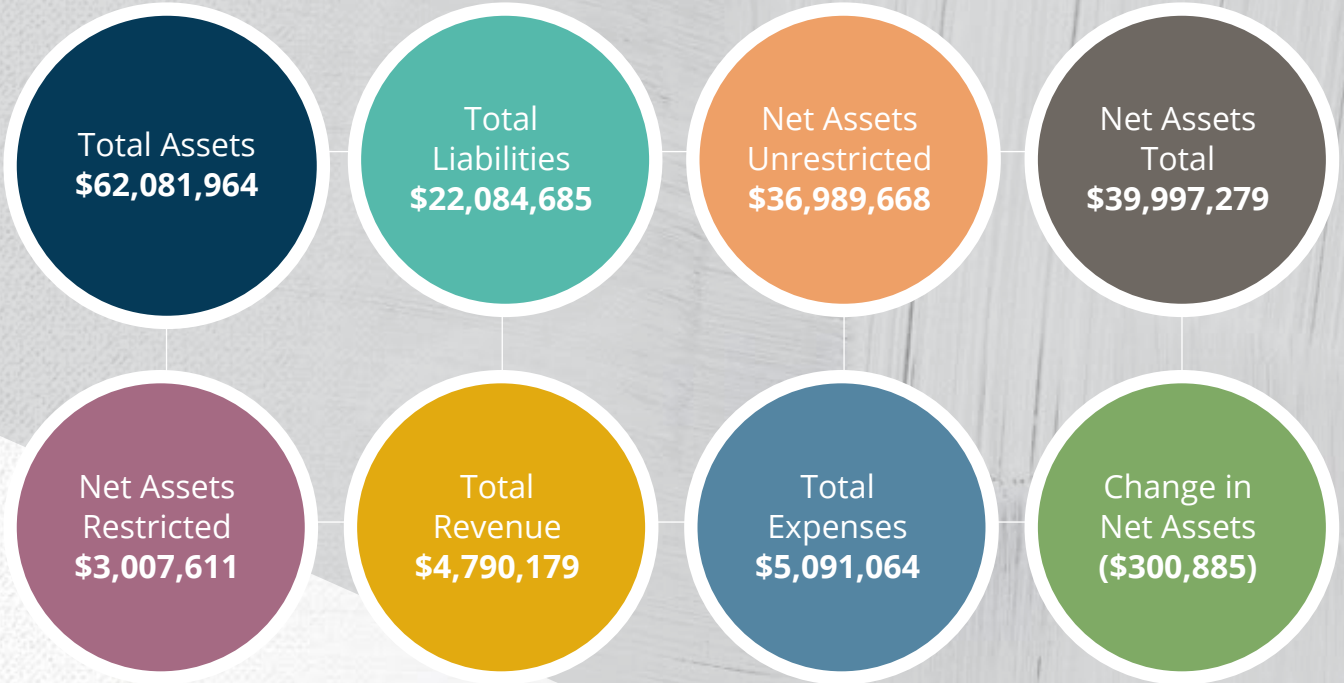 Total Assets
$62,081,964
Total
Liabilities
$22,084,685
Net Assets
Unrestricted
$36,989,668
Net Assets
Total
$39,997,279
Net Assets
Restricted
$3,007,611
Total
Revenue
$4,790,179
Total
Expenses
$5,091,064
Change in
Net Assets
($300,885)